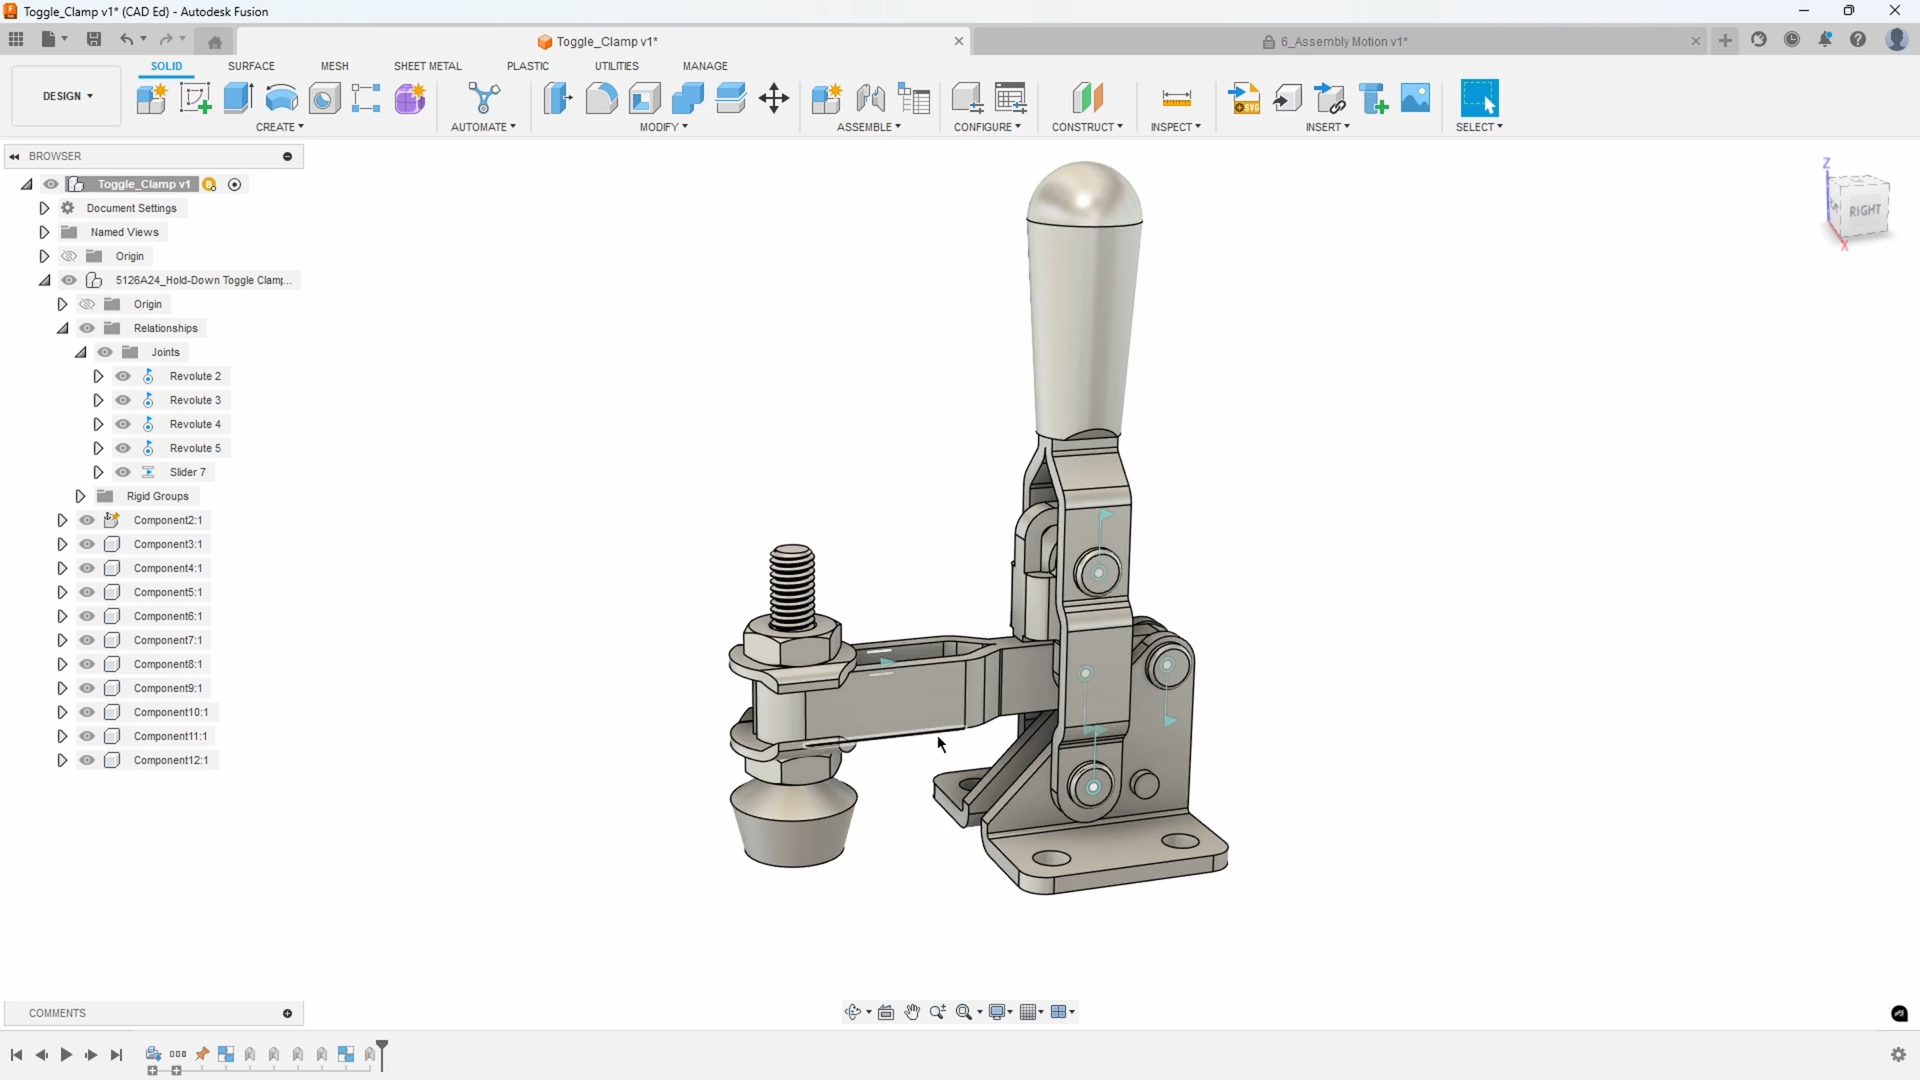 Toggle_Clamp v1* (CAD Ed) - Autodesk Fusion
Toggle_Clamp v1*
6_Assembly Motion v1*
DESIGN
SOLID
SURFACE
MESH
SHEET METAL
PLASTIC
UTILITIES
MANAGE
CREATE
AUTOMATE
MODIFY
ASSEMBLE
CONFIGURE
CONSTRUCT
INSPECT
INSERT
SELECT
SVG
BROWSER
Toggle_Clamp v1
Document Settings
Named Views
Origin
5126A24_Hold-Down Toggle Clamp...
Origin
Relationships
Joints
Revolute 2
Revolute 3
Revolute 4
Revolute 5
Slider 7
Rigid Groups
Component2:1
Component3:1
Component4:1
Component5:1
Component6:1
Component7:1
Component8:1
Component9:1
Component10:1
Component11:1
Component12:1
Z
RIGHT
X
COMMENTS